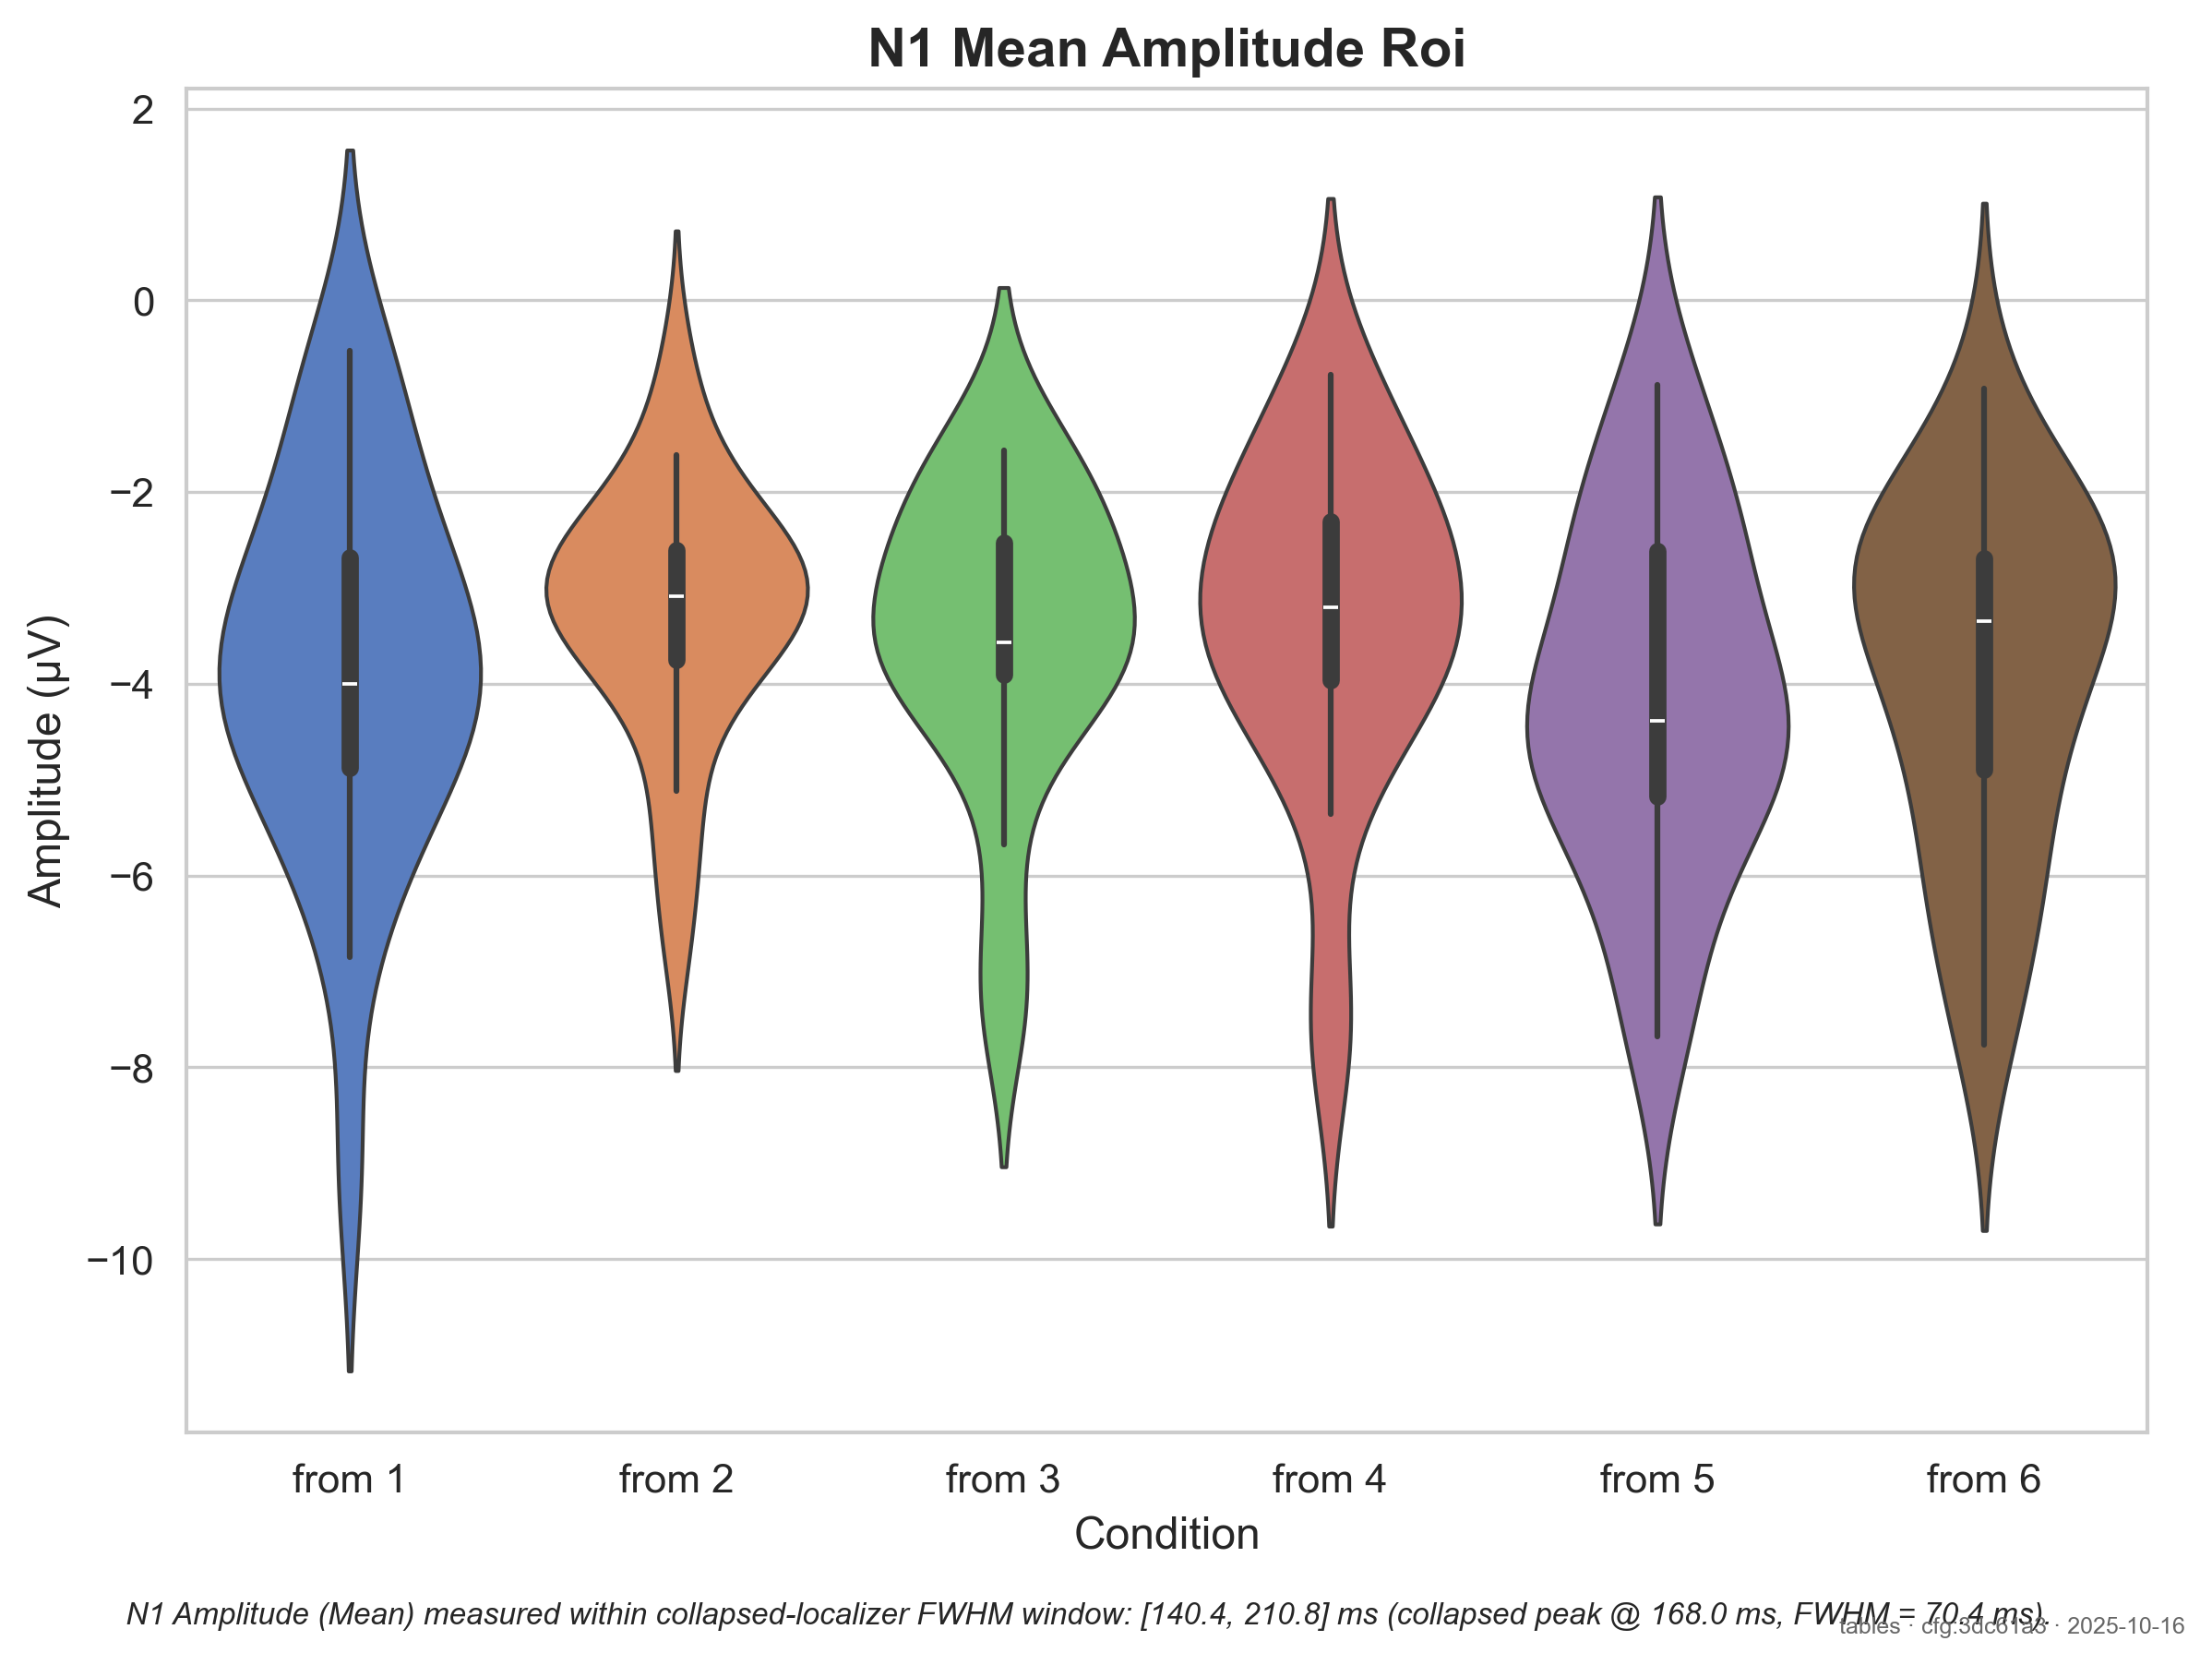 N1 Mean Amplitude Roi
2
0
−2
−4
−6
−8
−10
Amplitude (μV)
from 1 from 2 from 3 from 4 from 5 from 6
Condition
N1 Amplitude (Mean) measured within collapsed-localizer FWHM window: [140.4, 210.8] ms (collapsed peak @ 168.0 ms, FWHM = 70.4 ms).
tables · cfg:3dc61a3 · 2025-10-16